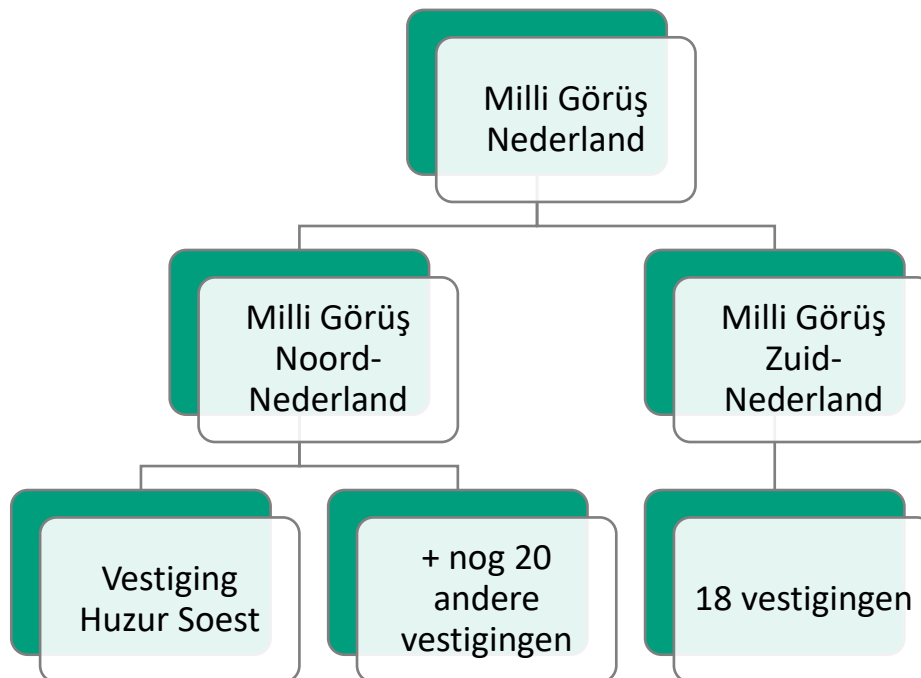 Milli Görüş
Nederland
Milli Görüş
Noord-
Nederland
Milli Görüş
Zuid-
Nederland
Vestiging
Huzur Soest
+ nog 20
andere
vestigingen
18 vestigingen